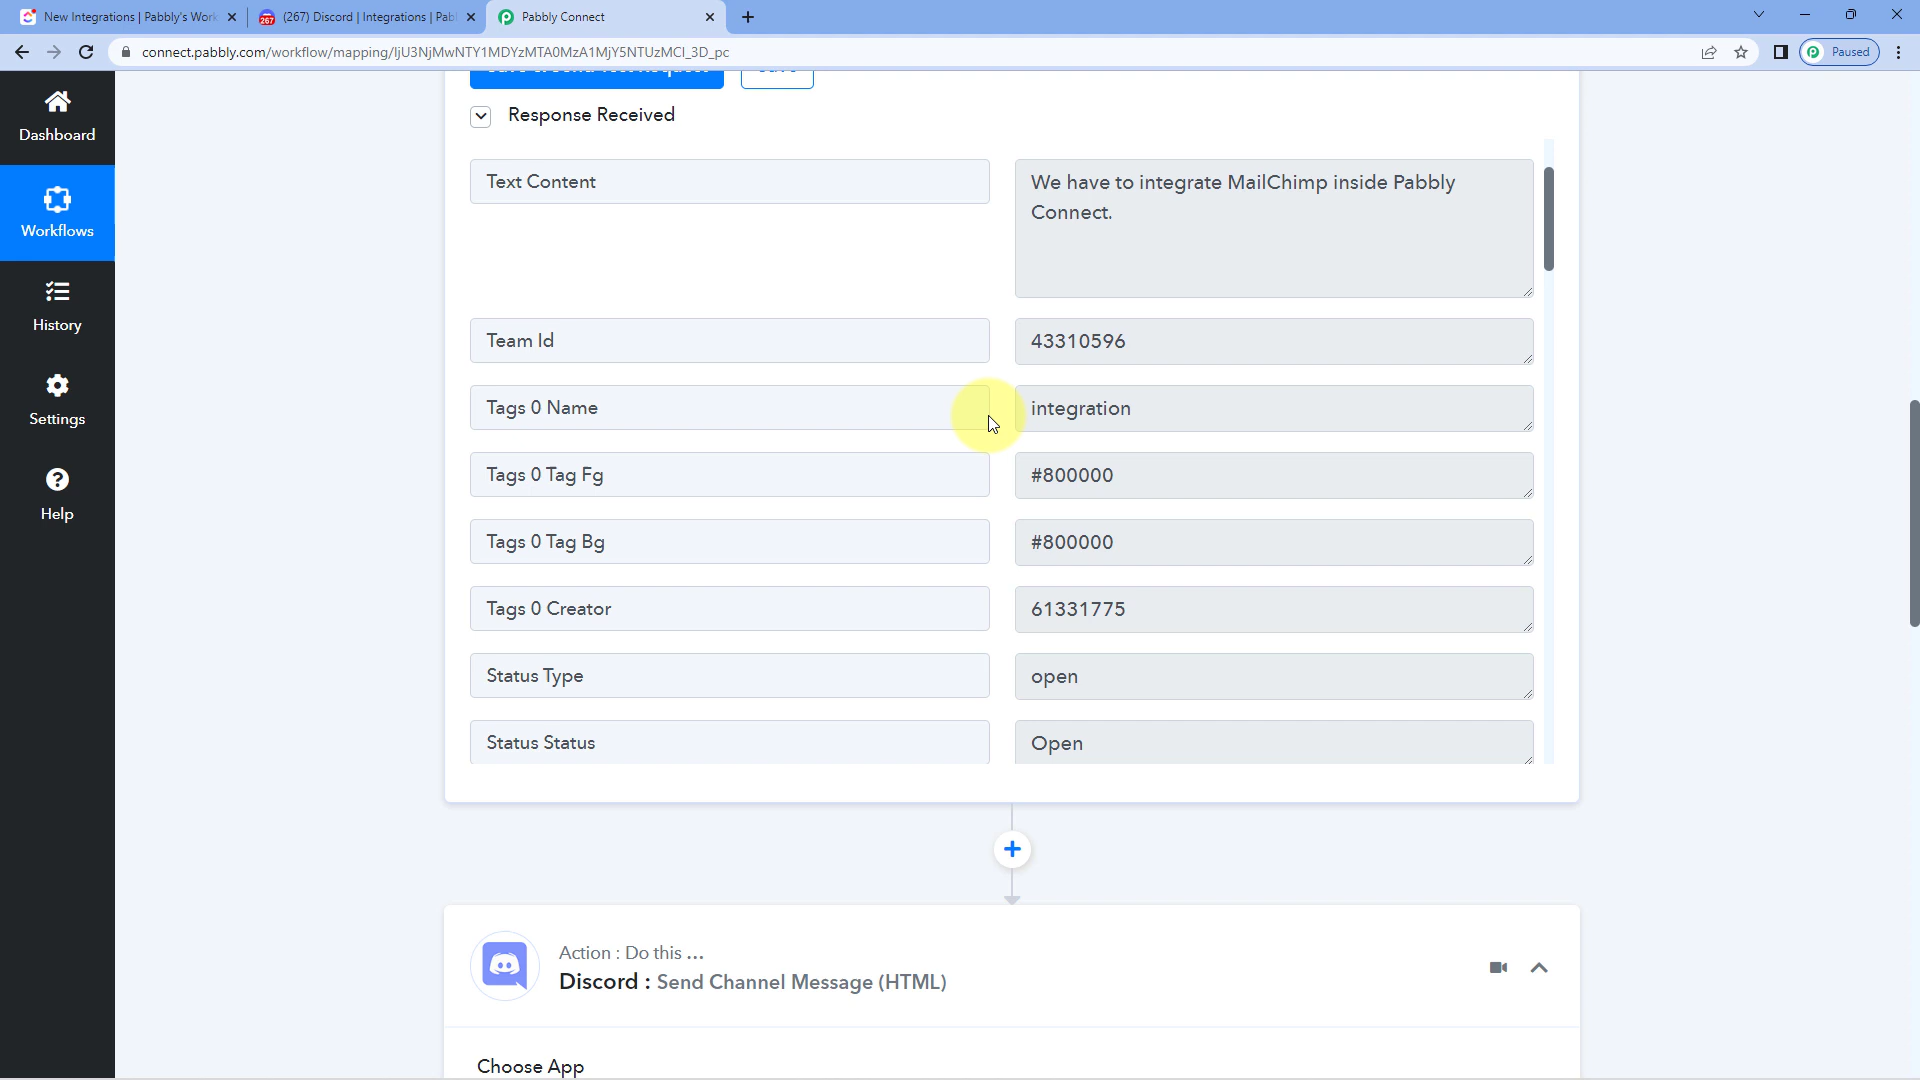 New Integrations | Pabbly's Work
(267) Discord | Integrations | Pab
Pabbly Connect
connect.pabbly.com/workflow/mapping/IjU3NjMwNTY1MDYzMTA0MzA1MjY5NTUzMCI_3D_pc
Paused
Dashboard
Workflows
History
Settings
Help
Response Received
Text Content
We have to integrate MailChimp inside Pabbly
Connect.
Team Id
43310596
Tags 0 Name
integration
Tags 0 Tag Fg
#800000
Tags 0 Tag Bg
#800000
Tags 0 Creator
61331775
Status Type
open
Status Status
Open
Action : Do this ...
Discord : Send Channel Message (HTML)
Choose App